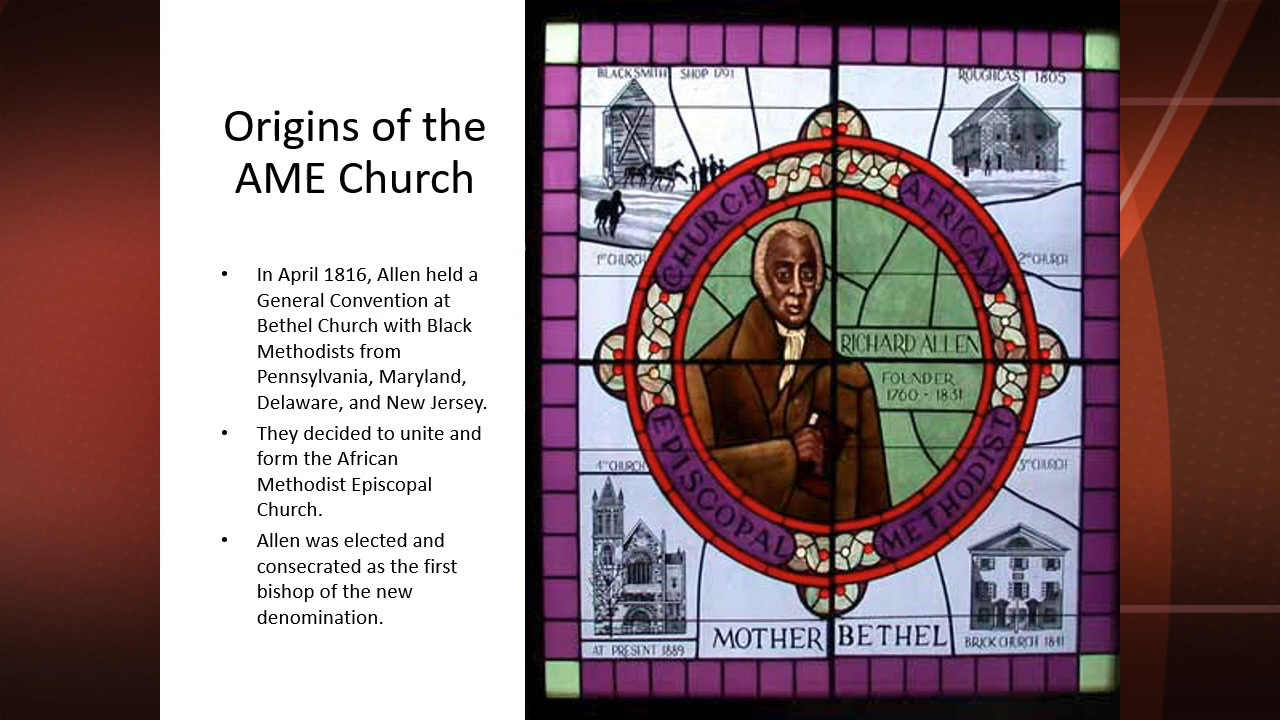 Origins of the
AME Church
• In April 1816, Allen held a
General Convention at
Bethel Church with Black
Methodists from
Pennsylvania, Maryland,
Delaware, and New Jersey.
• They decided to unite and
form the African
Methodist Episcopal
Church.
• Allen was elected and
consecrated as the first
bishop of the new
denomination.
BLACKSMITH SHOP 1791
ROUGHCAST 1805
1ST CHURCH
2ND CHURCH
CHURCH
AFRICAN
RICHARD ALLEN
FOUNDER
1760 - 1831
EPISCOPAL
METHODIST
4TH CHURCH
3RD CHURCH
MOTHER BETHEL
AT PRESENT 1889
BRICK CHURCH 1841